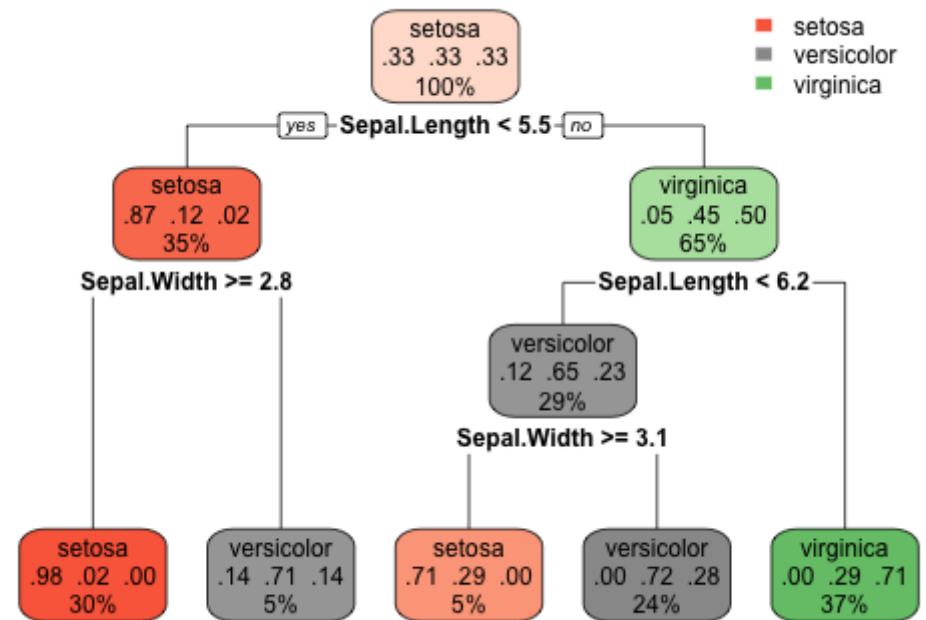 setosa
.33 .33 .33
100%
setosa
versicolor
virginica
yes Sepal.Length < 5.5 no
setosa
.87 .12 .02
35%
virginica
.05 .45 .50
65%
Sepal.Width >= 2.8
Sepal.Length < 6.2
versicolor
.12 .65 .23
29%
Sepal.Width >= 3.1
setosa
.98 .02 .00
30%
versicolor
.14 .71 .14
5%
setosa
.71 .29 .00
5%
versicolor
.00 .72 .28
24%
virginica
.00 .29 .71
37%